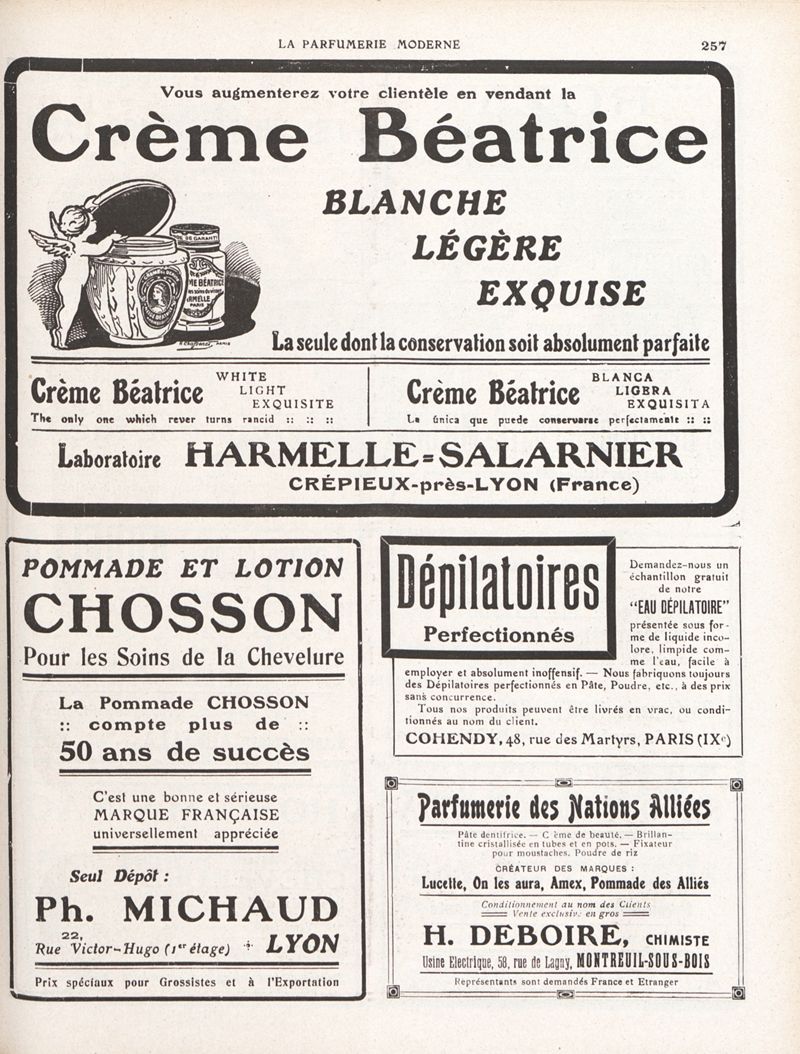 LA PARFUMERIE MODERNE
257
Vous augmenterez votre clientèle en vendant la
Crème Béatrice
BLANCHE
LÉGÈRE
EXQUISE
DE GARANTI
ME BÉATRICE
RMELLE
PARIS
La seule dont la conservation soit absolument parfaite
Crème Béatrice
WHITE
LIGHT
EXQUISITE
The only one which rever turns rancid :: :: ::
Crème Béatrice
BLANCA
LIGERA
EXQUISITA
La única que puede conservarse perfectamente :: ::
Laboratoire HARMELLE=SALARNIER
CRÉPIEUX-près-LYON (France)
POMMADE ET LOTION
CHOSSON
Pour les Soins de la Chevelure
La Pommade CHOSSON
:: compte plus de ::
50 ans de succès
C'est une bonne et sérieuse
MARQUE FRANÇAISE
universellement appréciée
Seul Dépôt :
Ph. MICHAUD
22,
Rue Victor-Hugo (1er étage) LYON
Prix spéciaux pour Grossistes et à l'Exportation
Dépilatoires
Perfectionnés
Demandez-nous un
échantillon gratuit
de notre
"EAU DÉPILATOIRE"
présentée sous for-
me de liquide inco-
lore, limpide com-
me l'eau, facile à
employer et absolument inoffensif. — Nous fabriquons toujours
des Dépilatoires perfectionnés en Pâte, Poudre, etc., à des prix
sans concurrence.
Tous nos produits peuvent être livrés en vrac, ou condi-
tionnés au nom du client.
COHENDY, 48, rue des Martyrs, PARIS (IXe)
Parfumerie des Nations Alliées
Pâte dentifrice. — C ème de beauté. — Brillan-
tine cristallisée en tubes et en pots. — Fixateur
pour moustaches. Poudre de riz
CRÉATEUR DES MARQUES :
Lucette, On les aura, Amex, Pommade des Alliés
Conditionnement au nom des Clients
Vente exclusive en gros
H. DEBOIRE, CHIMISTE
Usine Electrique, 58, rue de Lagny, MONTREUIL-SOUS-BOIS
Représentants sont demandés France et Etranger